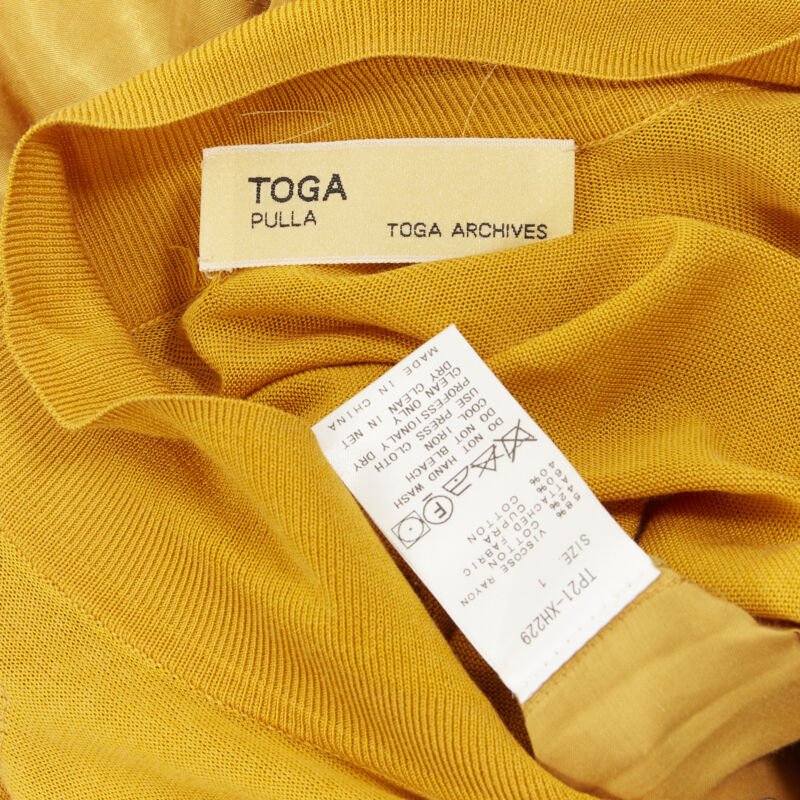 TOGA
PULLA
TOGA ARCHIVES
TP21-XH229
SIZE 1
58% VISCOSE RAYON
42% COTTON
ATTACHED FABRIC
60% CUPRA
40% COTTON
F
DO NOT HAND WASH
DO NOT BLEACH
COOL IRON
USE PRESS CLOTH
PROFESSIONALY DRY
CLEAN ONLY
DRY CLEAN IN NET
MADE IN CHINA